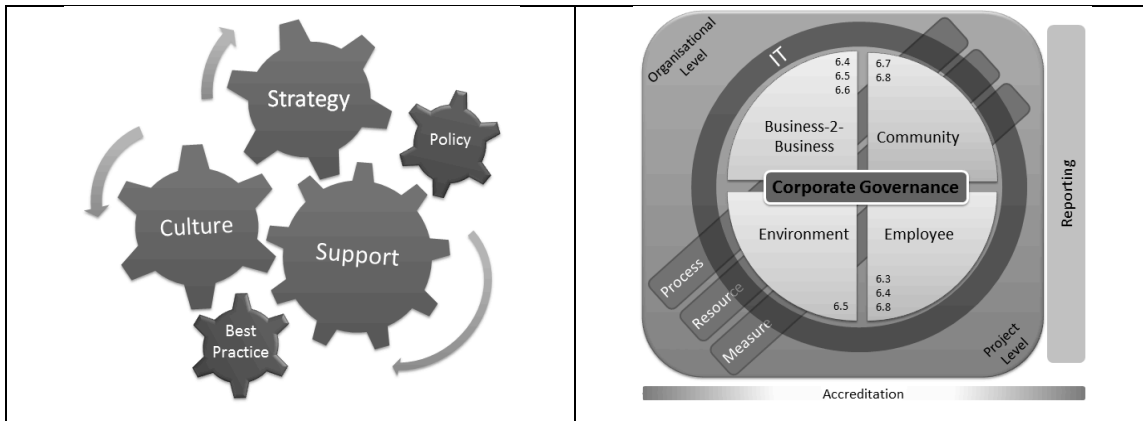 Strategy
Policy
Culture
Support
Best
Practice
Organisational
Level
IT
6.4
6.5
6.6
6.7
6.8
Business-2-
Business
Community
Corporate Governance
Environment
Employee
6.3
6.4
6.8
6.5
Process
Resource
Measure
Project
Level
Reporting
Accreditation